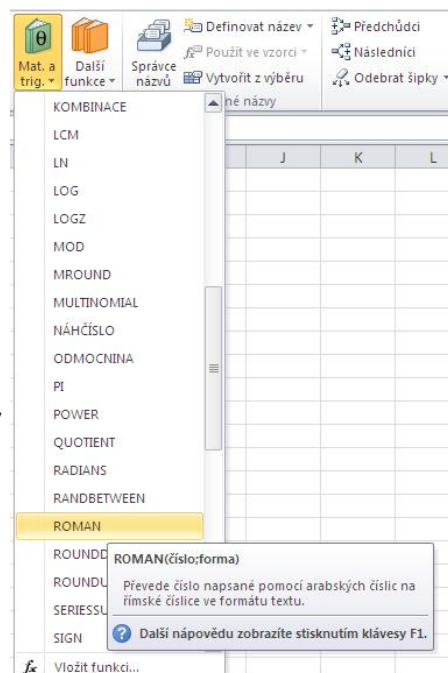 θ
Mat. a
trig.
Další
funkce
Správce
názvů
Definovat název
Použít ve vzorci
Vytvořit z výběru
né názvy
Předchůdci
Následníci
Odebrat šipky
J K L
KOMBINACE
LCM
LN
LOG
LOGZ
MOD
MROUND
MULTINOMIAL
NÁHČÍSLO
ODMOCNINA
PI
POWER
QUOTIENT
RADIANS
RANDBETWEEN
ROMAN
ROUNDD
ROUNDU
SERIESSU
SIGN
fx Vložit funkci...
ROMAN(číslo;forma)
Převede číslo napsané pomocí arabských číslic na
římské číslice ve formátu textu.
Další nápovědu zobrazíte stisknutím klávesy F1.